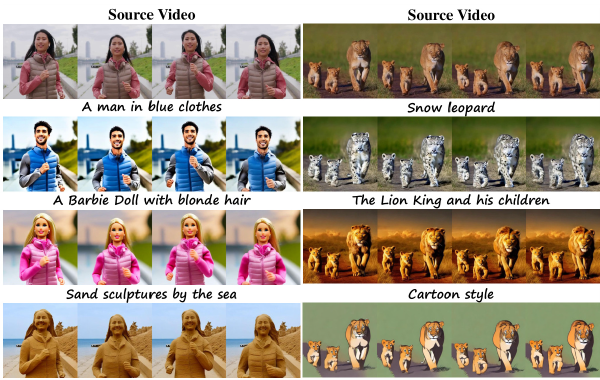 Source Video
Source Video
A man in blue clothes
Snow leopard
A Barbie Doll with blonde hair
The Lion King and his children
Sand sculptures by the sea
Cartoon style